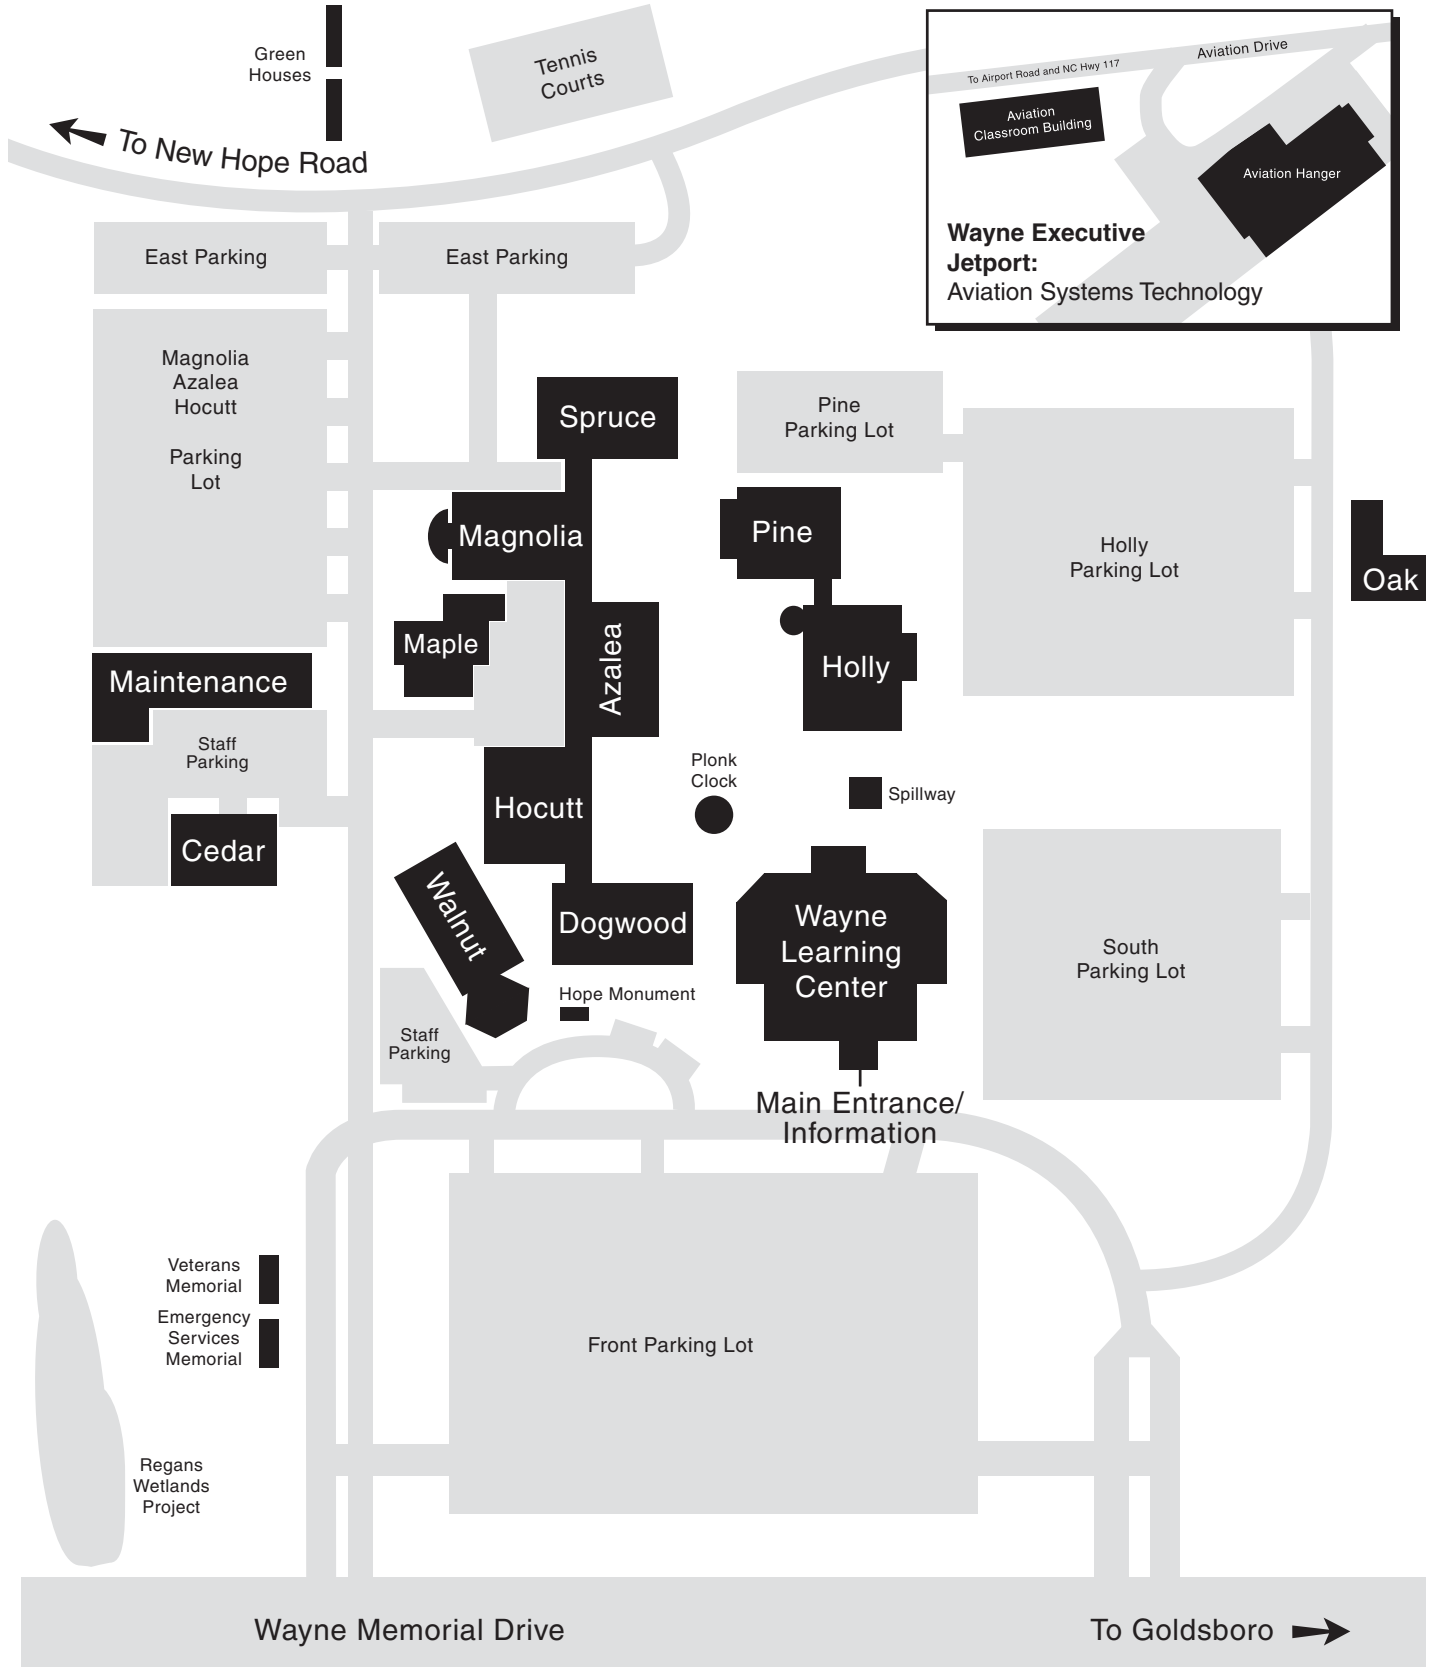 Green
Houses
Tennis
Courts
To New Hope Road
To Airport Road and NC Hwy 117
Aviation Drive
Aviation
Classroom Building
Aviation Hanger
Wayne Executive
Jetport:
Aviation Systems Technology
East Parking
East Parking
Magnolia
Azalea
Hocutt
Parking
Lot
Spruce
Pine
Parking Lot
Magnolia
Pine
Holly
Parking Lot
Oak
Maple
Azalea
Holly
Maintenance
Staff
Parking
Plonk
Clock
Spillway
Hocutt
Cedar
Walnut
Dogwood
Wayne
Learning
Center
South
Parking Lot
Hope Monument
Staff
Parking
Main Entrance/
Information
Veterans
Memorial
Emergency
Services
Memorial
Front Parking Lot
Regans
Wetlands
Project
Wayne Memorial Drive
To Goldsboro